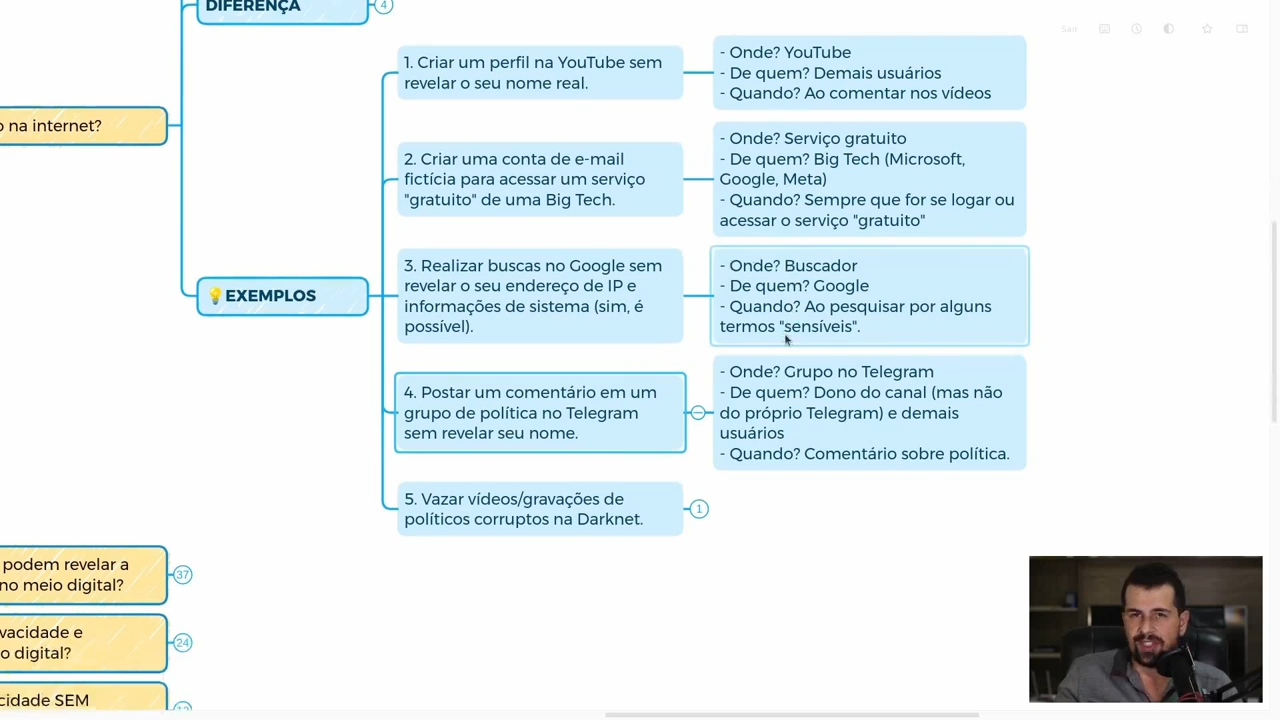 DIFERENÇA
4
1. Criar um perfil na YouTube sem
revelar o seu nome real.
- Onde? YouTube
- De quem? Demais usuários
- Quando? Ao comentar nos vídeos
Sair
o na internet?
2. Criar uma conta de e-mail
fictícia para acessar um serviço
"gratuito" de uma Big Tech.
- Onde? Serviço gratuito
- De quem? Big Tech (Microsoft,
Google, Meta)
- Quando? Sempre que for se logar ou
acessar o serviço "gratuito"
💡EXEMPLOS
3. Realizar buscas no Google sem
revelar o seu endereço de IP e
informações de sistema (sim, é
possível).
- Onde? Buscador
- De quem? Google
- Quando? Ao pesquisar por alguns
termos "sensíveis".
4. Postar um comentário em um
grupo de política no Telegram
sem revelar seu nome.
- Onde? Grupo no Telegram
- De quem? Dono do canal (mas não
do próprio Telegram) e demais
usuários
- Quando? Comentário sobre política.
5. Vazar vídeos/gravações de
políticos corruptos na Darknet.
1
podem revelar a
no meio digital?
37
vacidade e
o digital?
24
cidade SEM